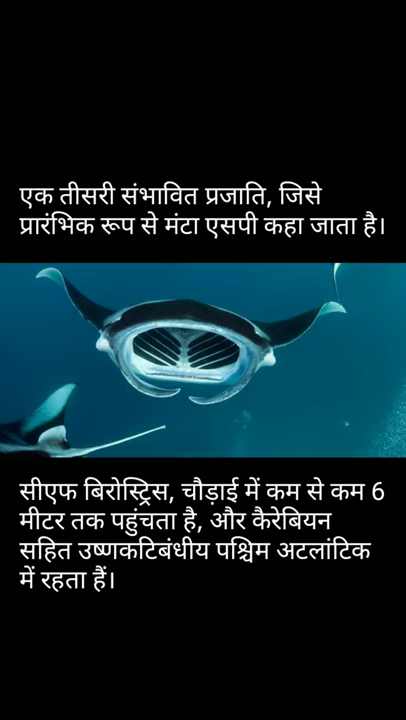 एक तीसरी संभावित प्रजाति, जिसे
प्रारंभिक रूप से मंटा एसपी कहा जाता है।
सीएफ बिरोस्ट्रिस, चौड़ाई में कम से कम 6
मीटर तक पहुंचता है, और कैरेबियन
सहित उष्णकटिबंधीय पश्चिम अटलांटिक
में रहता हैं।